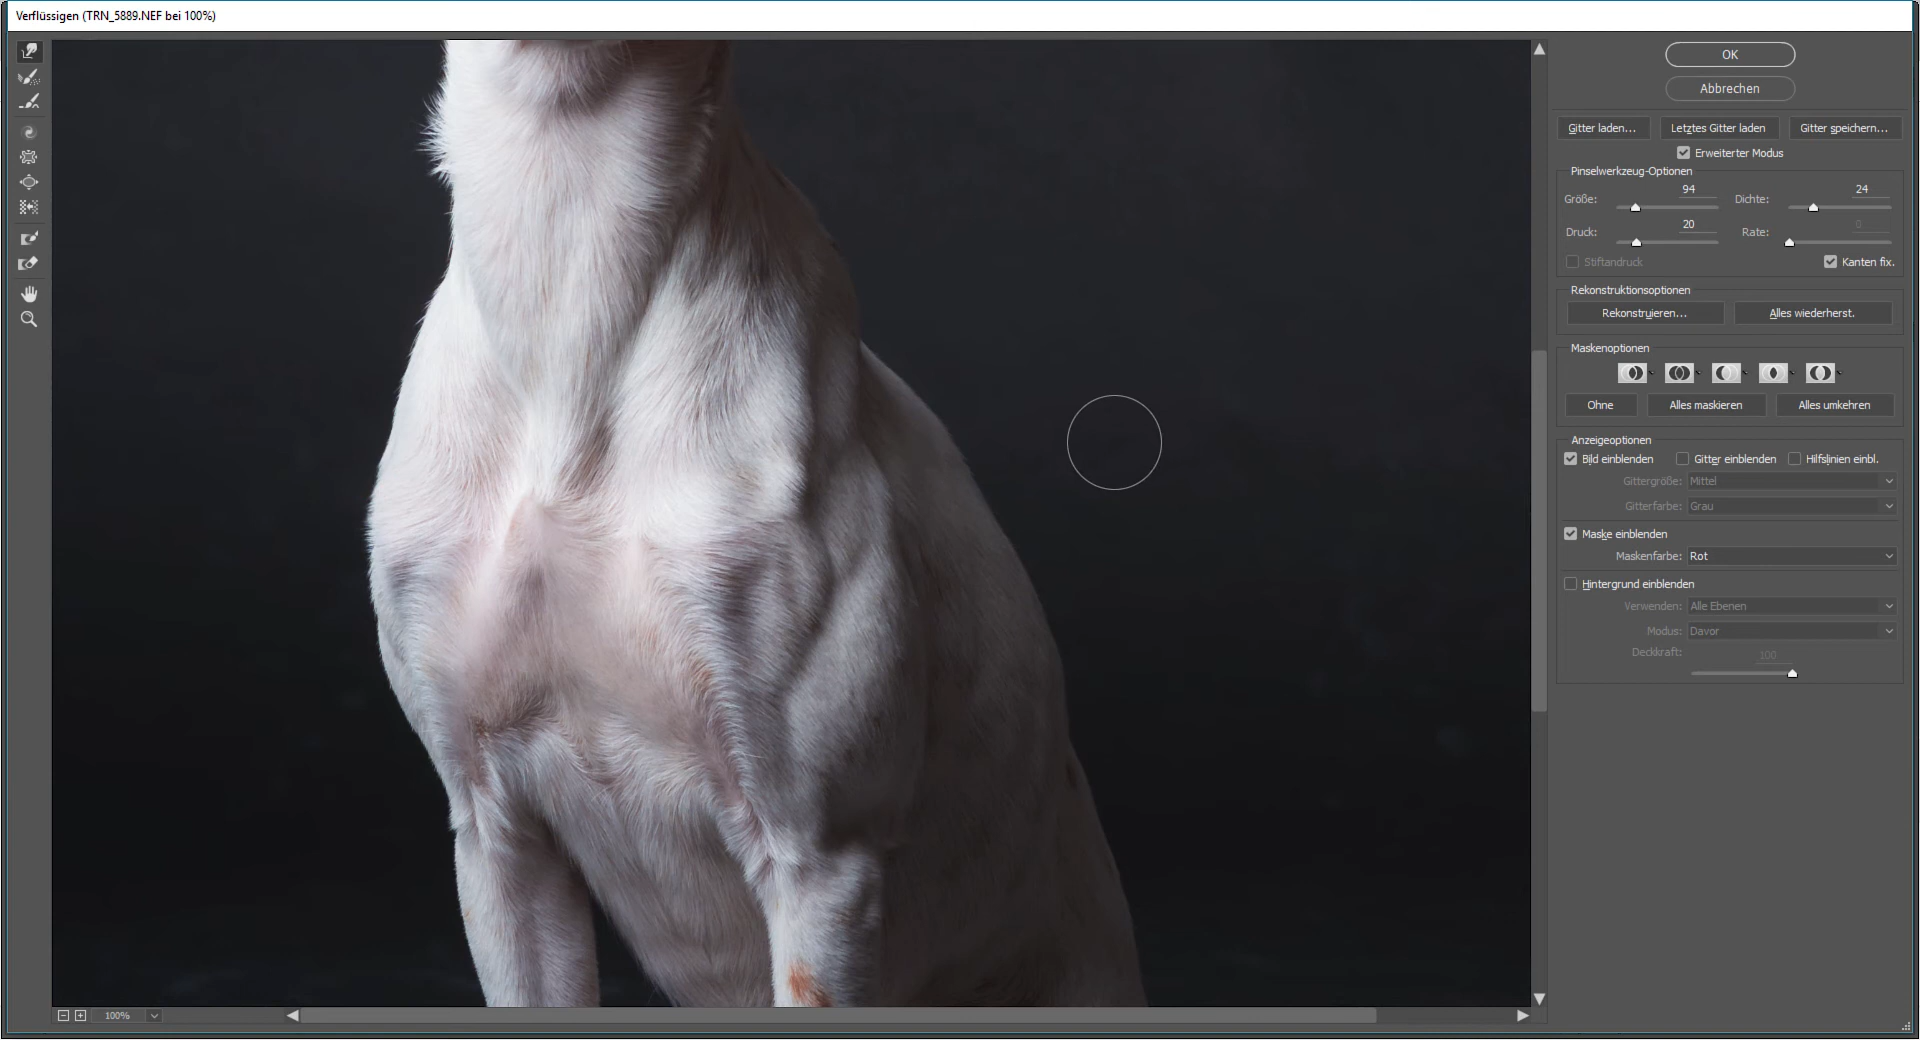 Verflüssigen (TRN_5889.NEF bei 100%)
OK
Abbrechen
Gitter laden... Letztes Gitter laden Gitter speichern...
Erweiterter Modus
Pinselwerkzeug-Optionen
Größe: 94 Dichte: 24
Druck: 20 Rate: 0
Stiftandruck Kanten fix.
Rekonstruktionsoptionen
Rekonstruieren... Alles wiederherst.
Maskenoptionen
Ohne Alles maskieren Alles umkehren
Anzeigeoptionen
Bild einblenden Gitter einblenden Hilfslinien einbl.
Gittergröße: Mittel
Gitterfarbe: Grau
Maske einblenden
Maskenfarbe: Rot
Hintergrund einblenden
Verwenden: Alle Ebenen
Modus: Davor
Deckkraft: 100
100%